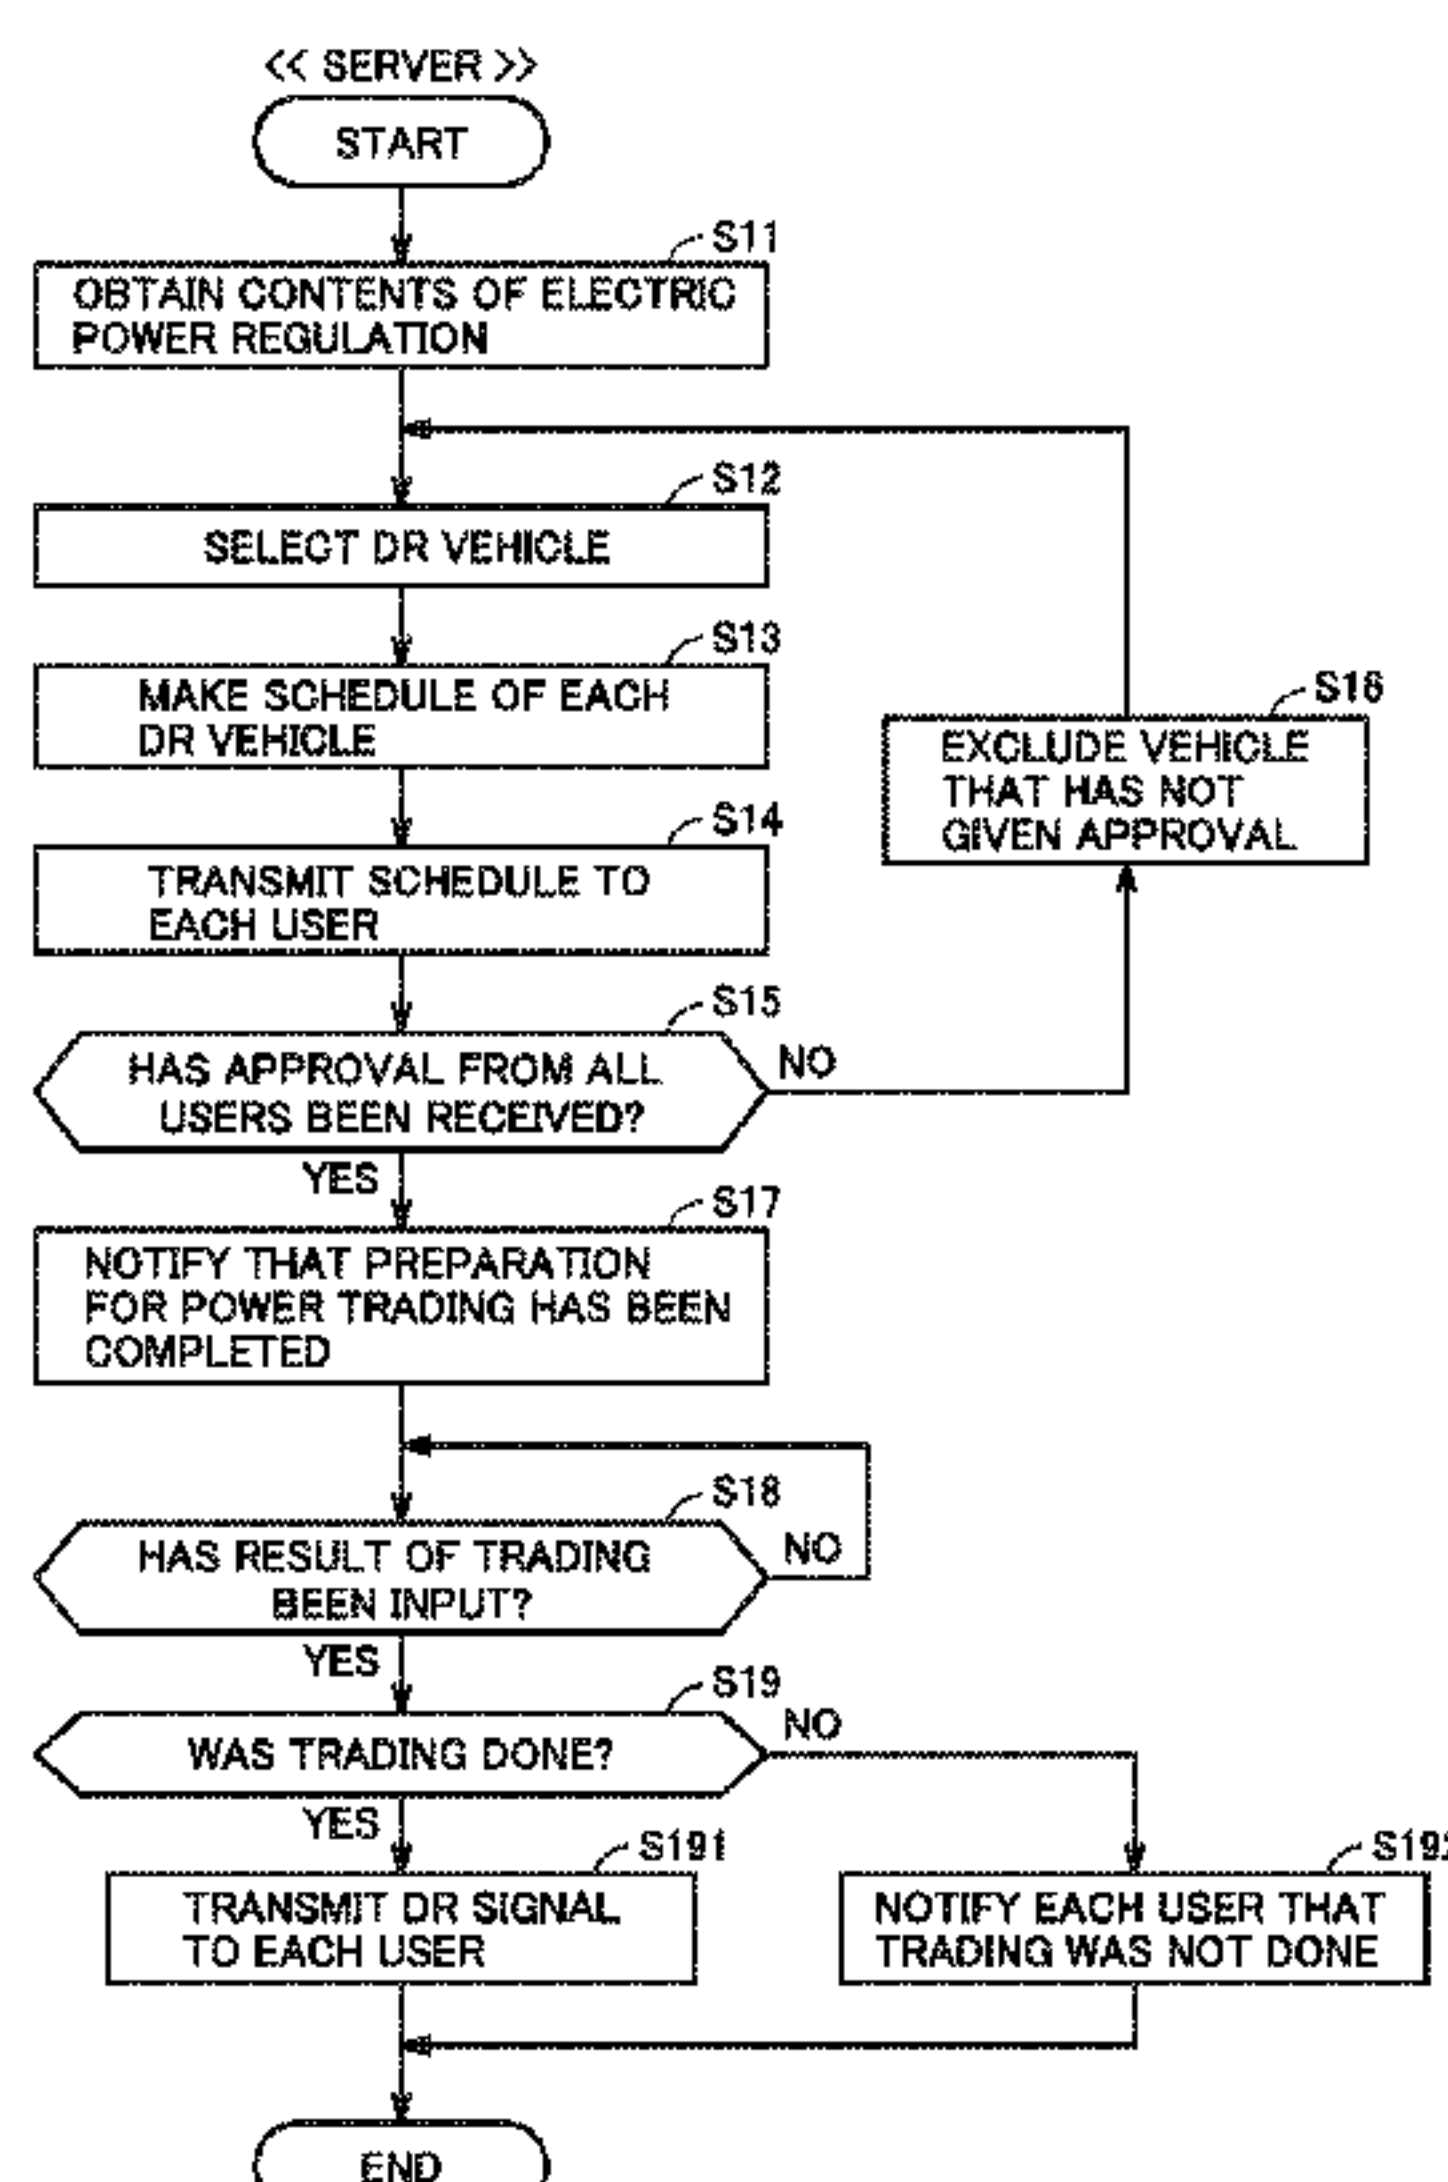 << SERVER >>
START
S11
OBTAIN CONTENTS OF ELECTRIC
POWER REGULATION
S12
SELECT DR VEHICLE
S13
MAKE SCHEDULE OF EACH
DR VEHICLE
S16
EXCLUDE VEHICLE
THAT HAS NOT
GIVEN APPROVAL
S14
TRANSMIT SCHEDULE TO
EACH USER
S15
HAS APPROVAL FROM ALL
USERS BEEN RECEIVED?
NO
YES
S17
NOTIFY THAT PREPARATION
FOR POWER TRADING HAS BEEN
COMPLETED
S18
HAS RESULT OF TRADING
BEEN INPUT?
NO
YES
S19
WAS TRADING DONE?
NO
YES
S191
TRANSMIT DR SIGNAL
TO EACH USER
S192
NOTIFY EACH USER THAT
TRADING WAS NOT DONE
END